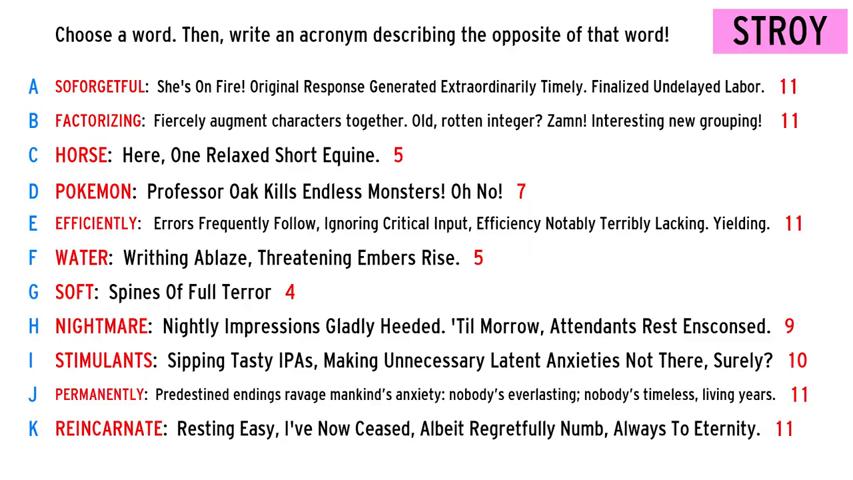 Choose a word. Then, write an acronym describing the opposite of that word!
STROY
A SOFORGETFUL: She's On Fire! Original Response Generated Extraordinarily Timely. Finalized Undelayed Labor. 11
B FACTORIZING: Fiercely augment characters together. Old, rotten integer? Zamn! Interesting new grouping! 11
C HORSE: Here, One Relaxed Short Equine. 5
D POKEMON: Professor Oak Kills Endless Monsters! Oh No! 7
E EFFICIENTLY: Errors Frequently Follow, Ignoring Critical Input, Efficiency Notably Terribly Lacking. Yielding. 11
F WATER: Writhing Ablaze, Threatening Embers Rise. 5
G SOFT: Spines Of Full Terror 4
H NIGHTMARE: Nightly Impressions Gladly Heeded. 'Til Morrow, Attendants Rest Ensconsed. 9
I STIMULANTS: Sipping Tasty IPAs, Making Unnecessary Latent Anxieties Not There, Surely? 10
J PERMANENTLY: Predestined endings ravage mankind's anxiety: nobody's everlasting; nobody's timeless, living years. 11
K REINCARNATE: Resting Easy, I've Now Ceased, Albeit Regretfully Numb, Always To Eternity. 11